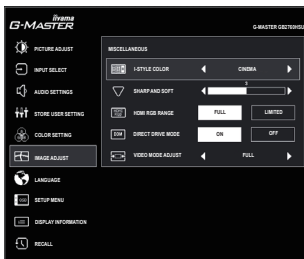 iiyama
G-MASTER
G-MASTER GB2760HSU
PICTURE ADJUST
INPUT SELECT
AUDIO SETTINGS
STORE USER SETTING
COLOR SETTING
IMAGE ADJUST
LANGUAGE
SETUP MENU
DISPLAY INFORMATION
RECALL
MISCELLANEOUS
I-STYLE COLOR
CINEMA
SHARP AND SOFT
3
HDMI RGB RANGE
FULL
LIMITED
DIRECT DRIVE MODE
ON
OFF
VIDEO MODE ADJUST
FULL